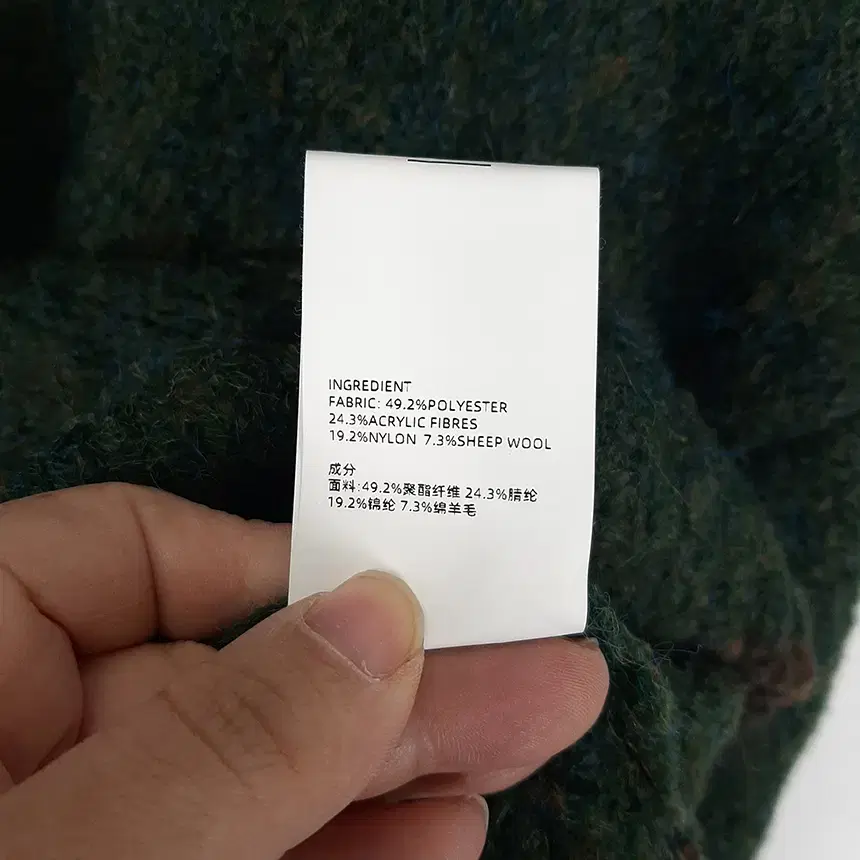 INGREDIENT
FABRIC: 49.2%POLYESTER
24.3%ACRYLIC FIBRES
19.2%NYLON 7.3%SHEEP WOOL
成分
面料:49.2%聚酯纤维 24.3%腈纶
19.2%锦纶 7.3%绵羊毛